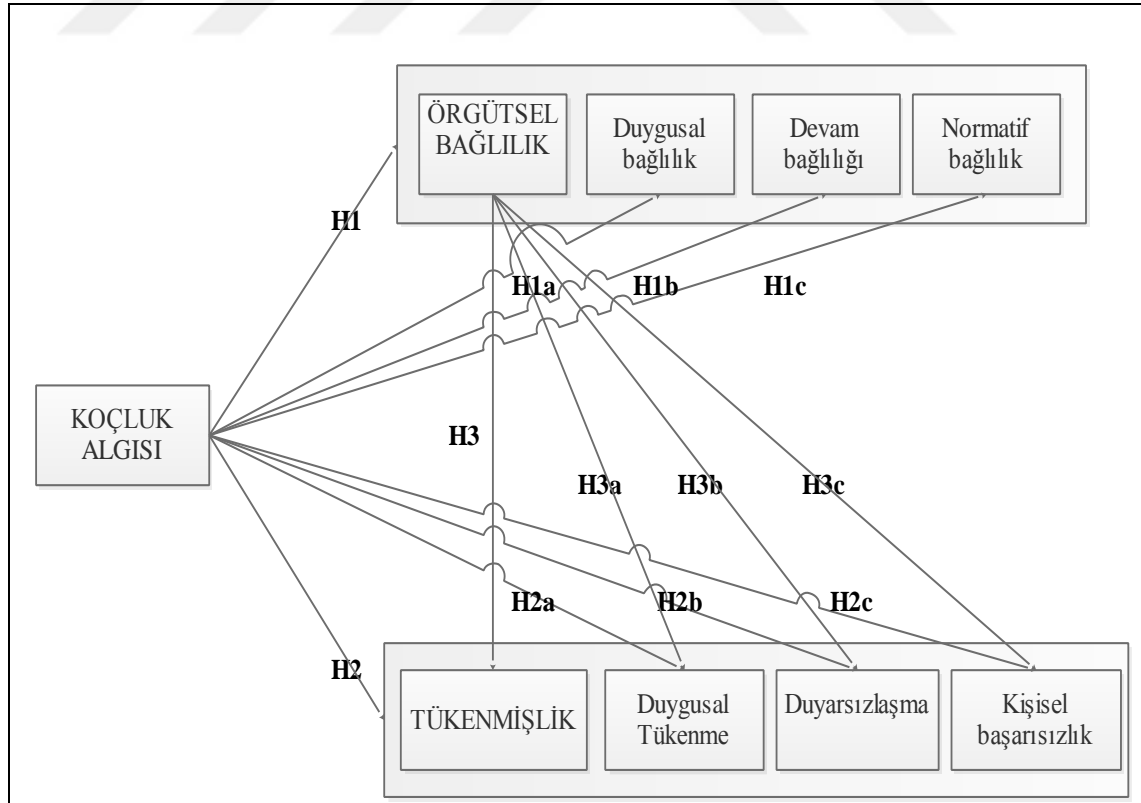 ÖRGÜTSEL
BAĞLILIK
Duygusal
bağlılık
Devam
bağlılığı
Normatif
bağlılık
H1
H1a
H1b
H1c
KOÇLUK
ALGISI
H3
H3a
H3b
H3c
H2a
H2b
H2c
H2
TÜKENMİŞLİK
Duygusal
Tükenme
Duyarsızlaşma
Kişisel
başarısızlık